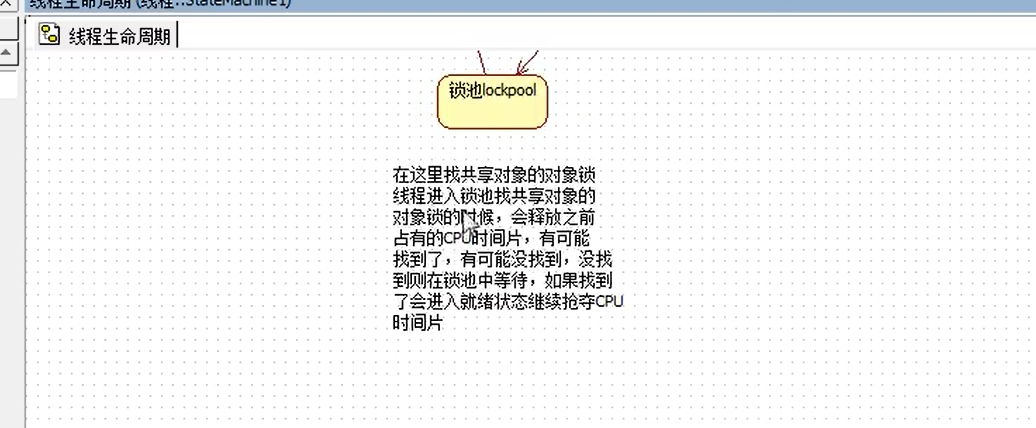 线程生命周期 (线程::StateMachine1)
线程生命周期
锁池lockpool
在这里找共享对象的对象锁
线程进入锁池找共享对象的
对象锁的时候，会释放之前
占有的CPU时间片，有可能
找到了，有可能没找到，没找
到则在锁池中等待，如果找到
了会进入就绪状态继续抢夺CPU
时间片